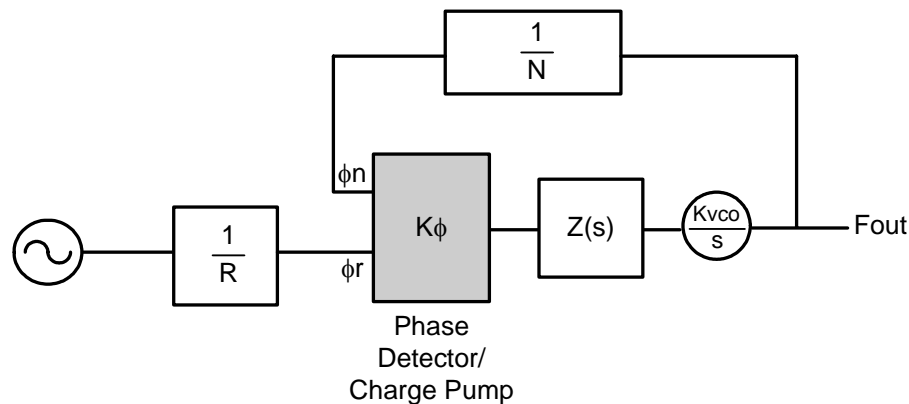 1
N
ϕn
Kϕ
Z(s)
Kvco
s
Fout
1
R
ϕr
Phase
Detector/
Charge Pump